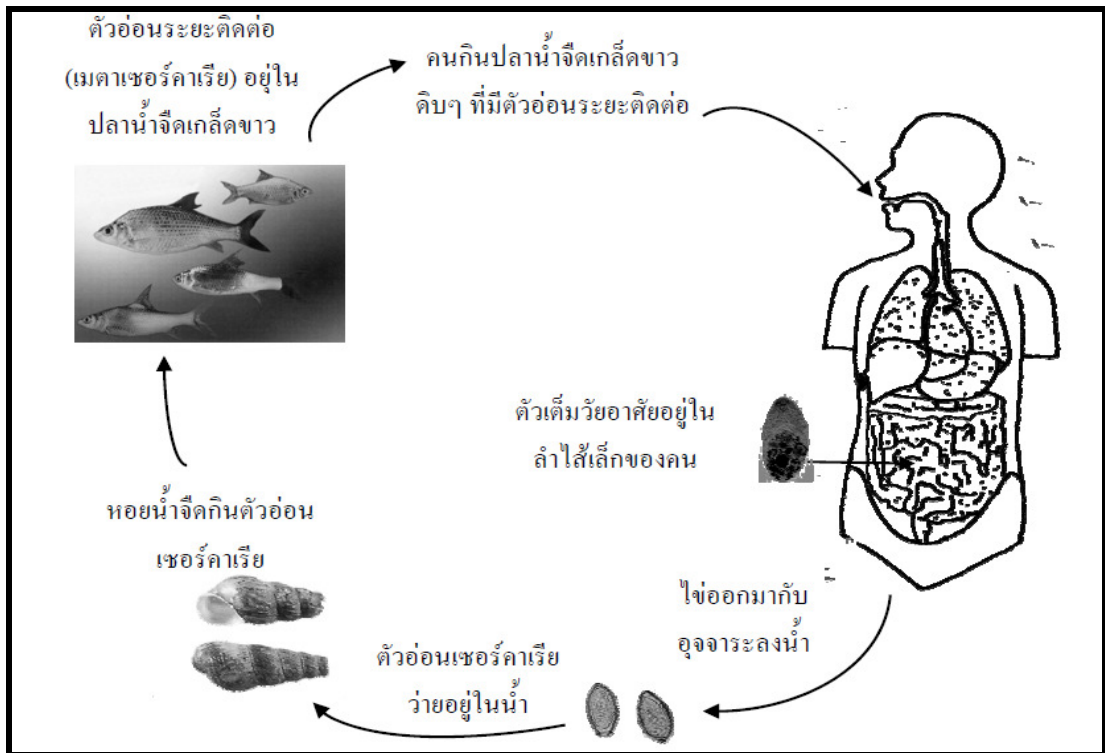 ตัวอ่อนระยะติดต่อ
(เมตาเซอร์คาเรีย) อยู่ใน
ปลาน้ำจืดเกล็ดขาว
คนกินปลาน้ำจืดเกล็ดขาว
ดิบๆ ที่มีตัวอ่อนระยะติดต่อ
ตัวเต็มวัยอาศัยอยู่ใน
ลำไส้เล็กของคน
ไข่ออกมากับ
อุจจาระลงน้ำ
ตัวอ่อนเซอร์คาเรีย
ว่ายอยู่ในน้ำ
หอยน้ำจืดกินตัวอ่อน
เซอร์คาเรีย